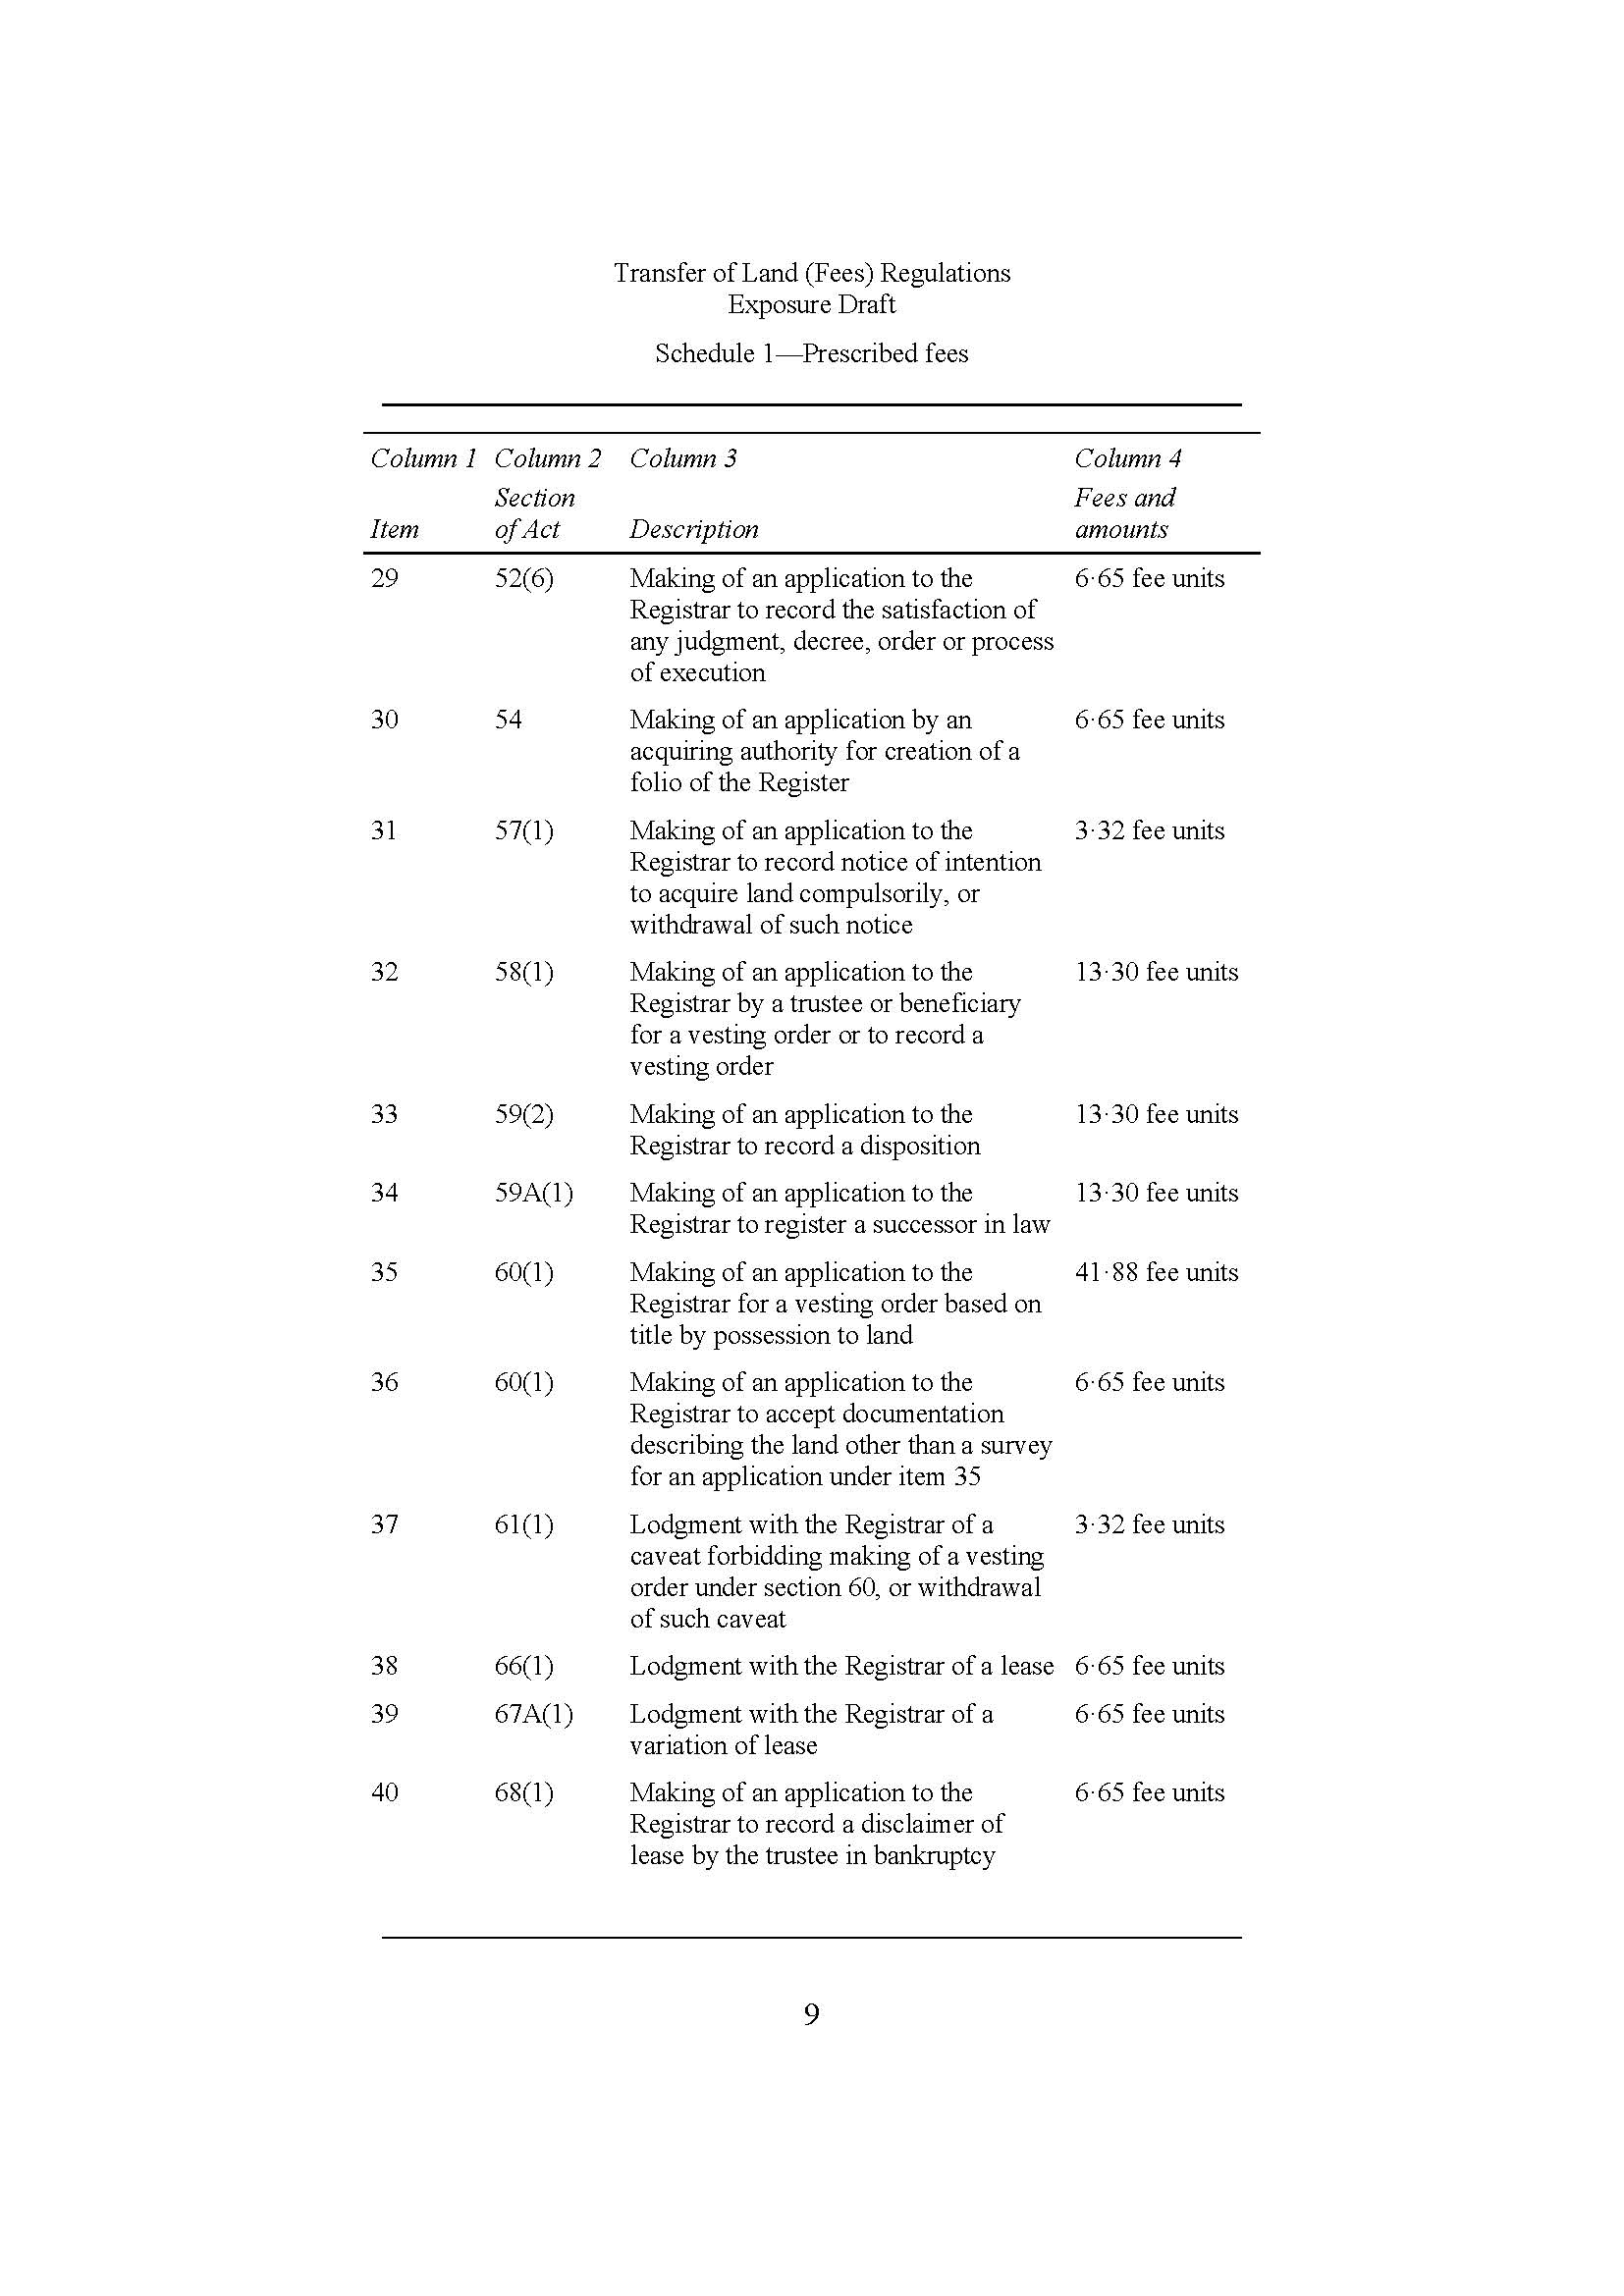 Transfer of Land (Fees) Regulations
Exposure Draft
Schedule 1—Prescribed fees
Column 1 Column 2 Column 3 Column 4
Section Fees and
Item of Act Description amounts
29 52(6) Making of an application to the 6·65 fee units
Registrar to record the satisfaction of
any judgment, decree, order or process
of execution
30 54 Making of an application by an 6·65 fee units
acquiring authority for creation of a
folio of the Register
31 57(1) Making of an application to the 3·32 fee units
Registrar to record notice of intention
to acquire land compulsorily, or
withdrawal of such notice
32 58(1) Making of an application to the 13·30 fee units
Registrar by a trustee or beneficiary
for a vesting order or to record a
vesting order
33 59(2) Making of an application to the 13·30 fee units
Registrar to record a disposition
34 59A(1) Making of an application to the 13·30 fee units
Registrar to register a successor in law
35 60(1) Making of an application to the 41·88 fee units
Registrar for a vesting order based on
title by possession to land
36 60(1) Making of an application to the 6·65 fee units
Registrar to accept documentation
describing the land other than a survey
for an application under item 35
37 61(1) Lodgment with the Registrar of a 3·32 fee units
caveat forbidding making of a vesting
order under section 60, or withdrawal
of such caveat
38 66(1) Lodgment with the Registrar of a lease 6·65 fee units
39 67A(1) Lodgment with the Registrar of a 6·65 fee units
variation of lease
40 68(1) Making of an application to the 6·65 fee units
Registrar to record a disclaimer of
lease by the trustee in bankruptcy
9